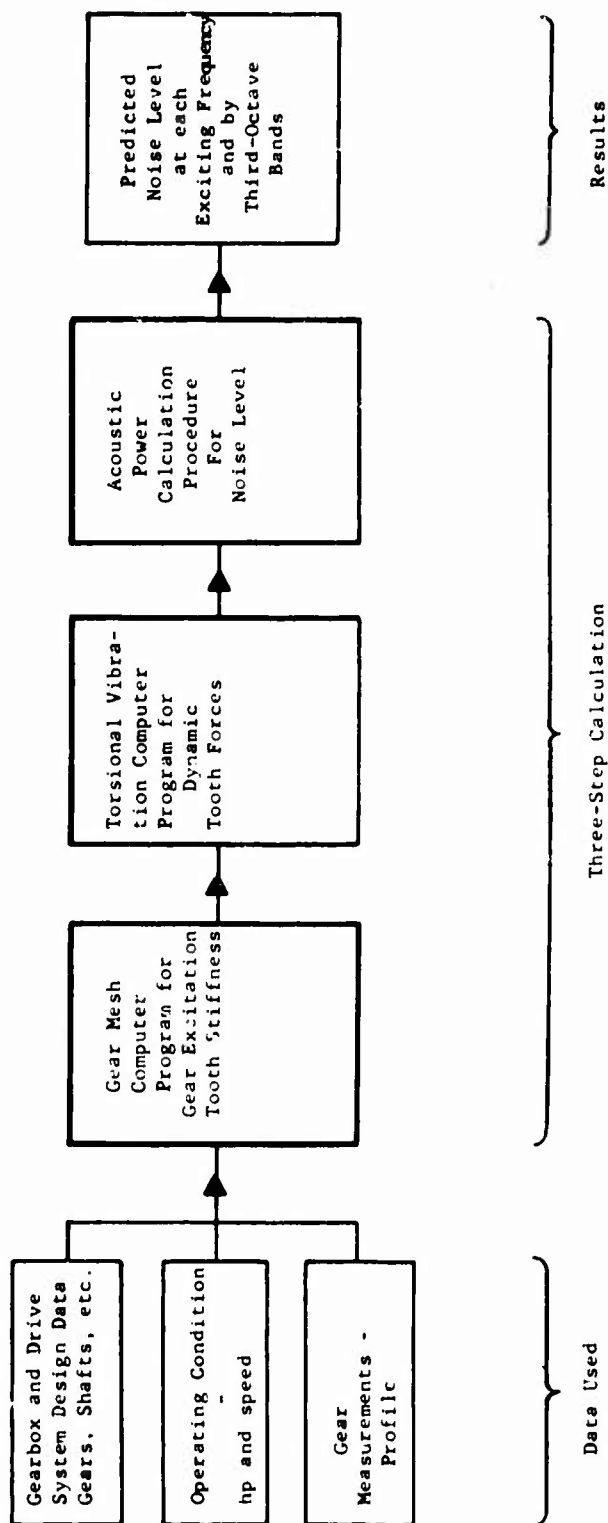 Gearbox and Drive
System Design Data
Gears, Shafts, etc.
Operating Condition
-
hp and speed
Gear
Measurements -
Profile
Data Used
Gear Mesh
Computer
Program for
Gear Excitation
Tooth Stiffness
Torsional Vibra-
tion Computer
Program for
Dynamic
Tooth Forces
Acoustic
Power
Calculation
Procedure
For
Noise Level
Three-Step Calculation
Predicted
Noise Level
at each
Exciting Frequency
and by
Third-Octave
Bands
Results